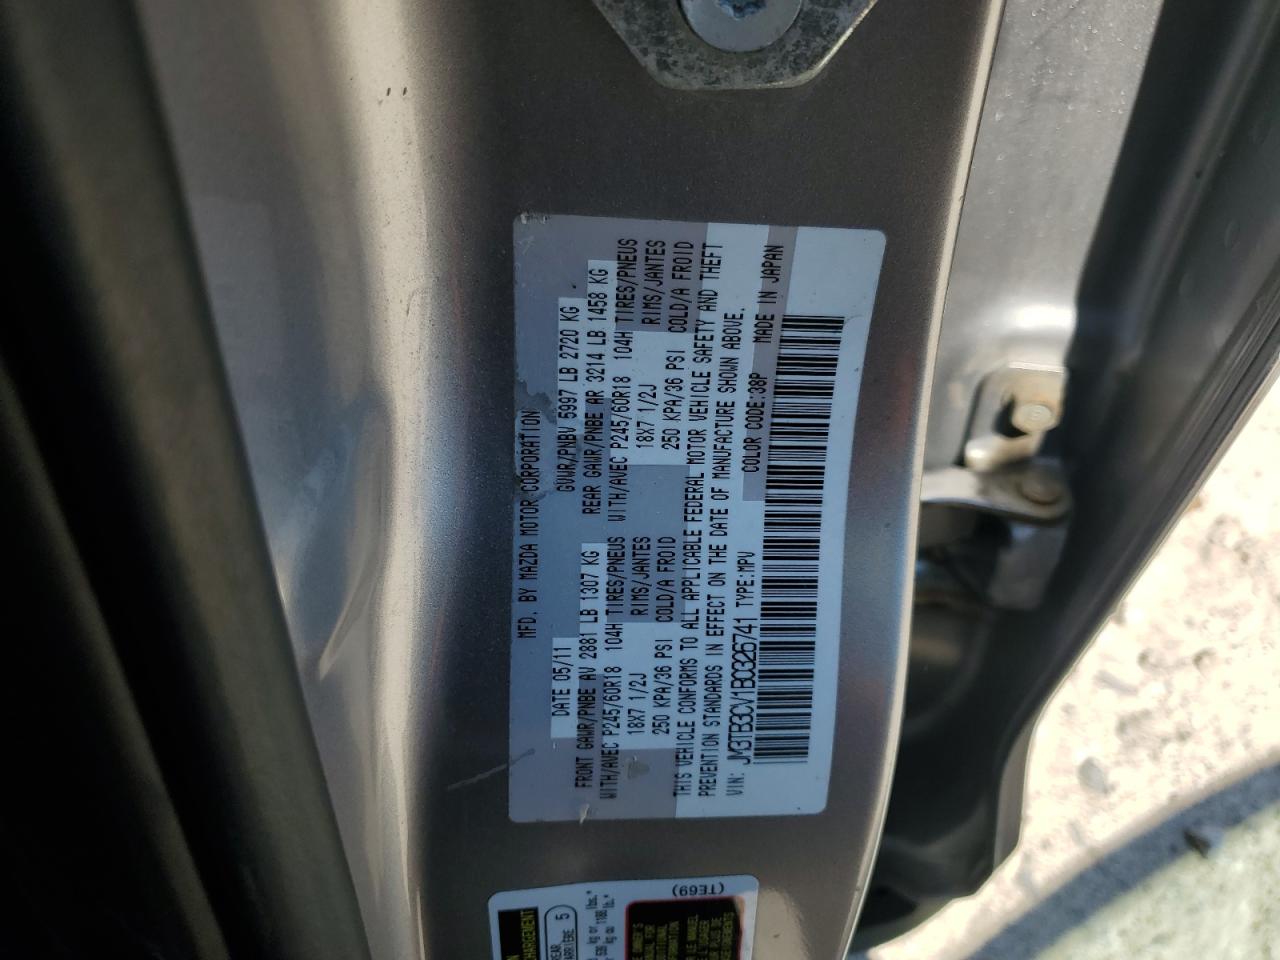 MFD. BY MAZDA MOTOR CORPORATION
DATE 05/11 GVWR/PNBV 5997 LB 2720 KG
FRONT GAWR/PNBE AV 2881 LB 1307 KG REAR GAWR/PNBE AR 3214 LB 1458 KG
WITH/AVEC P245/60R18 104H TIRES/PNEUS WITH/AVEC P245/60R18 104H TIRES/PNEUS
18X7 1/2J RIMS/JANTES 18X7 1/2J RIMS/JANTES
250 KPA/36 PSI COLD/A FROID 250 KPA/36 PSI COLD/A FROID
THIS VEHICLE CONFORMS TO ALL APPLICABLE FEDERAL MOTOR VEHICLE SAFETY AND THEFT
PREVENTION STANDARDS IN EFFECT ON THE DATE OF MANUFACTURE SHOWN ABOVE.
VIN: JM3TB3CV1B0326741 TYPE:MPV COLOR CODE:38P MADE IN JAPAN
(TE69)
REAR 5
ARRIÈRE